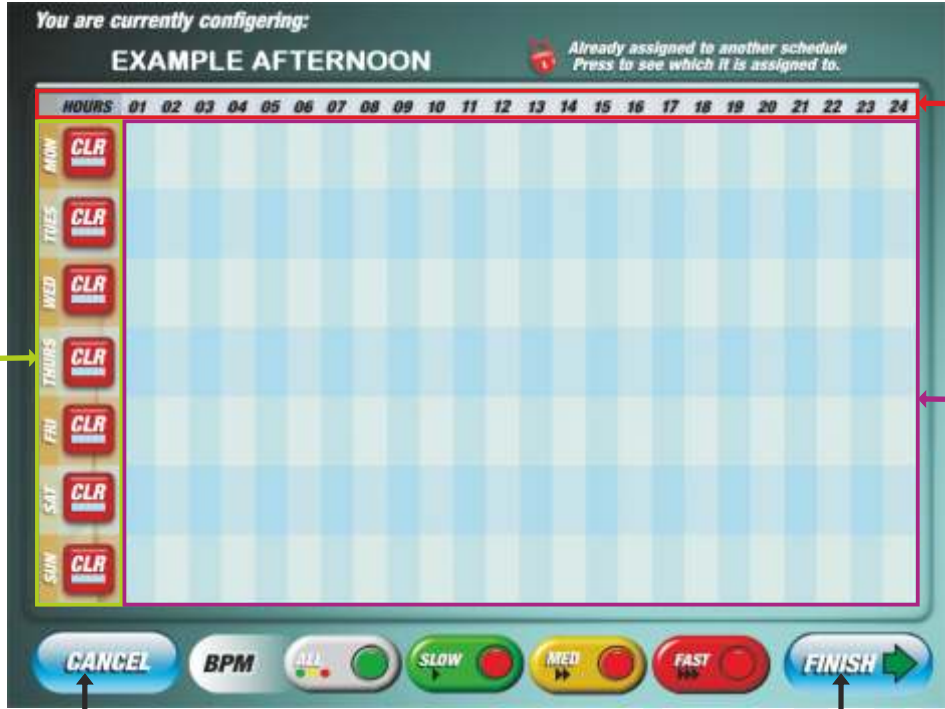 You are currently configering:
EXAMPLE AFTERNOON
Already assigned to another schedule
Press to see which it is assigned to.
HOURS 01 02 03 04 05 06 07 08 09 10 11 12 13 14 15 16 17 18 19 20 21 22 23 24
MON CLR
TUES CLR
WED CLR
THURS CLR
FRI CLR
SAT CLR
SUN CLR
CANCEL BPM ALL SLOW MED FAST FINISH